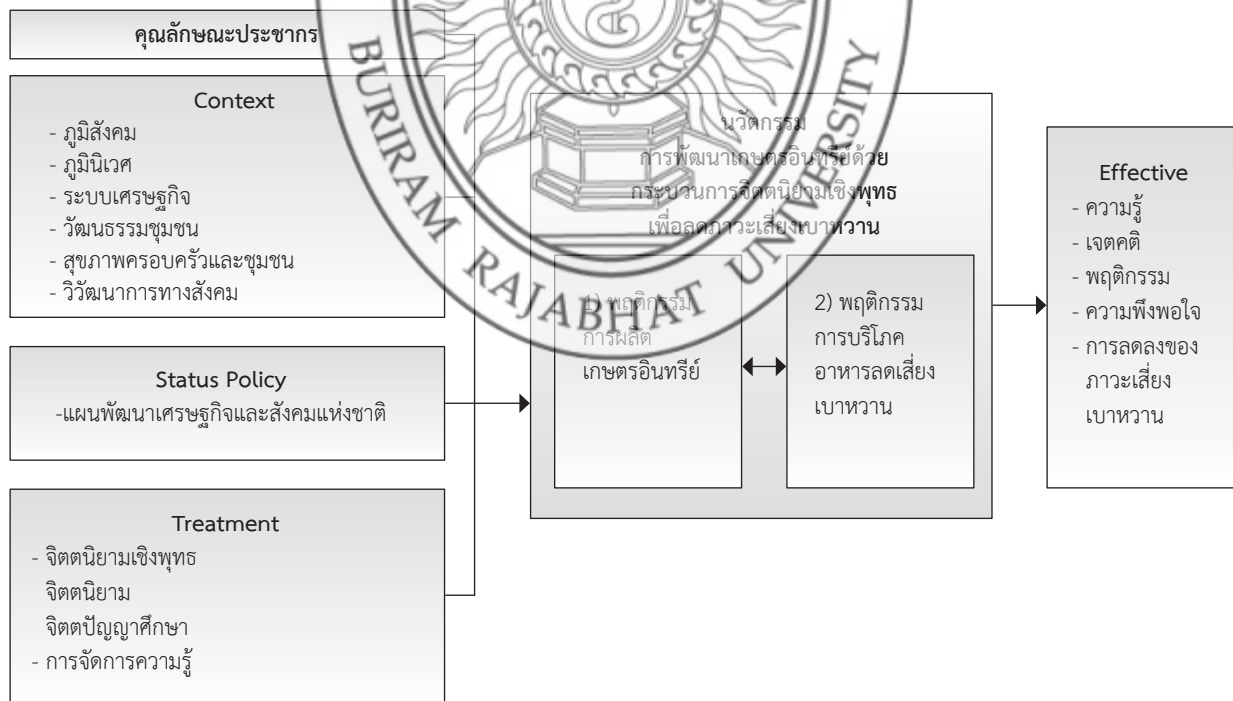 คุณลักษณะประชากร
Context
- ภูมิสังคม
- ภูมินิเวศ
- ระบบเศรษฐกิจ
- วัฒนธรรมชุมชน
- สุขภาพครอบครัวและชุมชน
- วิวัฒนาการทางสังคม
Status Policy
-แผนพัฒนาเศรษฐกิจและสังคมแห่งชาติ
Treatment
- จิตตนิยามเชิงพุทธ
จิตตนิยาม
จิตตปัญญาศึกษา
- การจัดการความรู้
นวัตกรรม
การพัฒนาเกษตรอินทรีย์ด้วย
กระบวนการจิตตนิยามเชิงพุทธ
เพื่อลดภาวะเสี่ยงเบาหวาน
1) พฤติกรรม
การผลิต
เกษตรอินทรีย์
2) พฤติกรรม
การบริโภค
อาหารลดเสี่ยง
เบาหวาน
Effective
- ความรู้
- เจตคติ
- พฤติกรรม
- ความพึงพอใจ
- การลดลงของ
ภาวะเสี่ยง
เบาหวาน
BURIRAM RAJABHAT UNIVERSITY